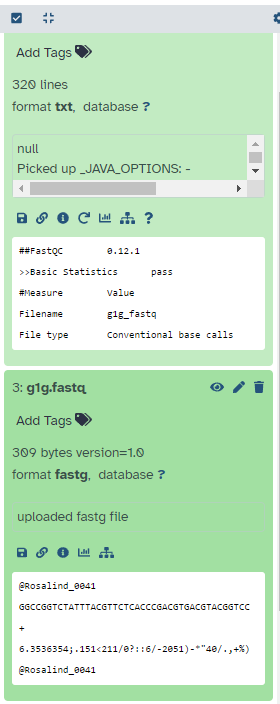 Add Tags
320 lines
format txt, database ?
null
Picked up _JAVA_OPTIONS: -
##FastQC 0.12.1
>>Basic Statistics pass
#Measure Value
Filename g1g_fastq
File type Conventional base calls
3: g1g.fastq
Add Tags
309 bytes version=1.0
format fastg, database ?
uploaded fastg file
@Rosalind_0041
GGCCGGTCTATTTACGTTCTCACCCGACGTGACGTACGGTCC
+
6.3536354;.151<211/0?::6/-2051)-*"40/.,+%)
@Rosalind_0041